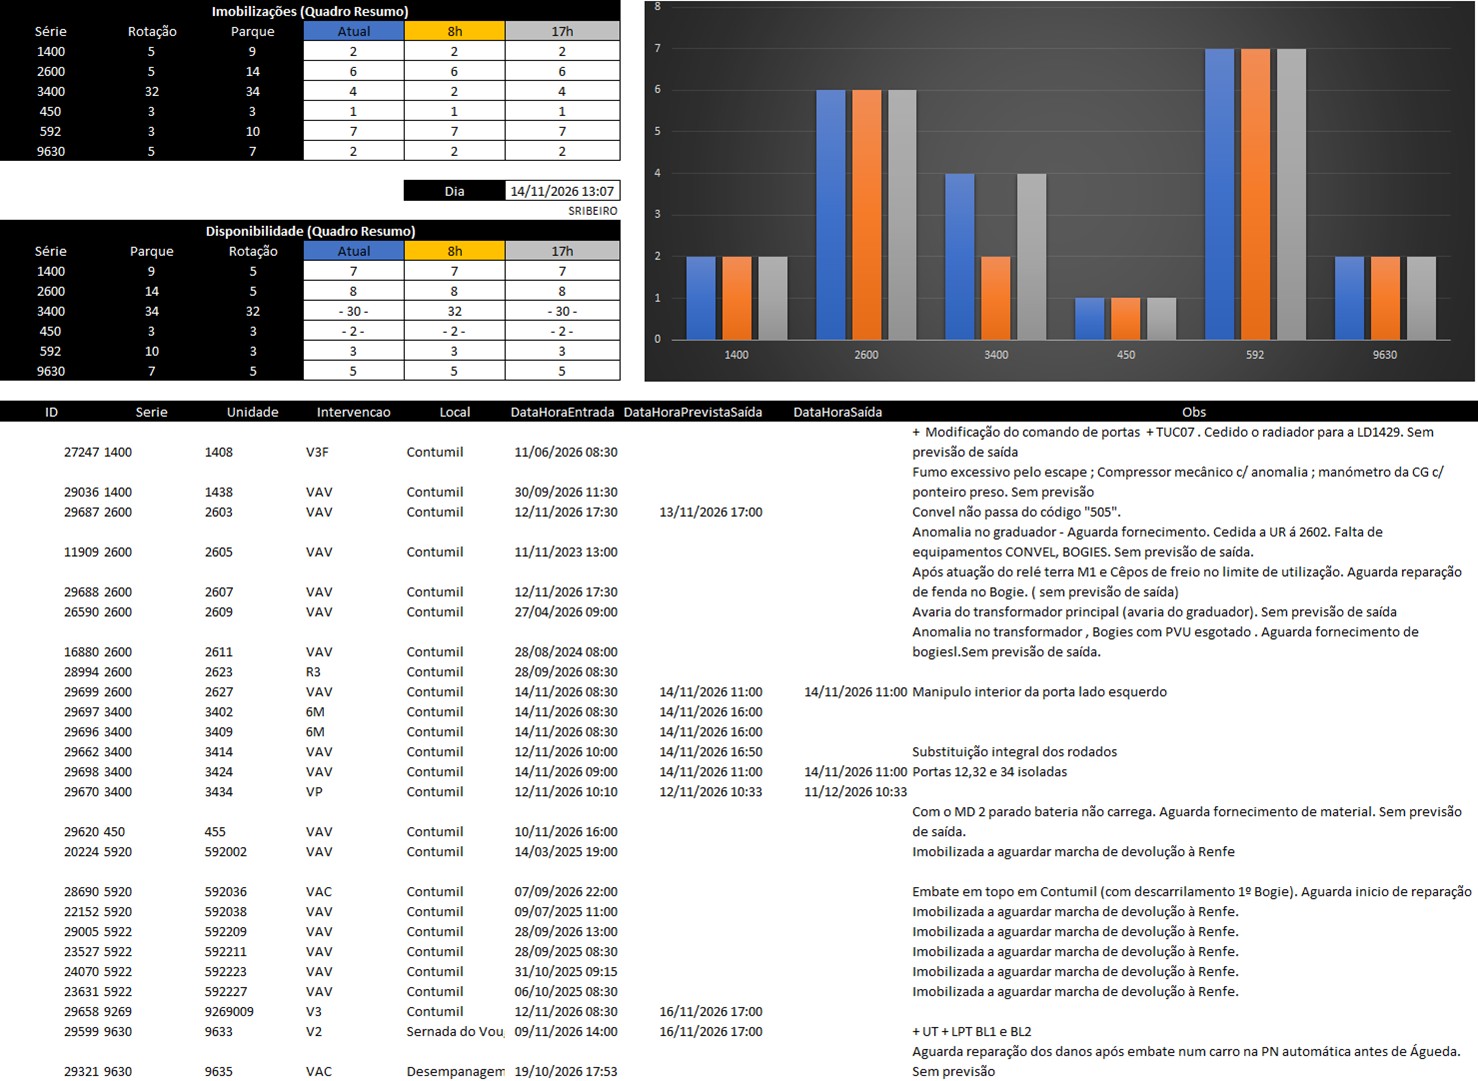 Imobilizações (Quadro Resumo)
Série Rotação Parque Atual 8h 17h
1400 5 9 2 2 2
2600 5 14 6 6 6
3400 32 34 4 2 4
450 3 3 1 1 1
592 3 10 7 7 7
9630 5 7 2 2 2
Dia 14/11/2026 13:07
SRIBEIRO
Disponibilidade (Quadro Resumo)
Série Parque Rotação Atual 8h 17h
1400 9 5 7 7 7
2600 14 5 8 8 8
3400 34 32 - 30 - 32 - 30 -
450 3 3 - 2 - - 2 - - 2 -
592 10 3 3 3 3
9630 7 5 5 5 5
8
7
6
5
4
3
2
1
0
1400 2600 3400 450 592 9630
ID Serie Unidade Intervencao Local DataHoraEntrada DataHoraPrevistaSaída DataHoraSaída Obs
+ Modificação do comando de portas + TUC07 . Cedido o radiador para a LD1429. Sem
27247 1400 1408 V3F Contumil 11/06/2026 08:30 previsão de saída
Fumo excessivo pelo escape ; Compressor mecânico c/ anomalia ; manómetro da CG c/
29036 1400 1438 VAV Contumil 30/09/2026 11:30 ponteiro preso. Sem previsão
29687 2600 2603 VAV Contumil 12/11/2026 17:30 13/11/2026 17:00 Convel não passa do código "505".
Anomalia no graduador - Aguarda fornecimento. Cedida a UR á 2602. Falta de
11909 2600 2605 VAV Contumil 11/11/2023 13:00 equipamentos CONVEL, BOGIES. Sem previsão de saída.
Após atuação do relé terra M1 e Cêpos de freio no limite de utilização. Aguarda reparação
29688 2600 2607 VAV Contumil 12/11/2026 17:30 de fenda no Bogie. ( sem previsão de saída)
26590 2600 2609 VAV Contumil 27/04/2026 09:00 Avaria do transformador principal (avaria do graduador). Sem previsão de saída
Anomalia no transformador , Bogies com PVU esgotado . Aguarda fornecimento de
16880 2600 2611 VAV Contumil 28/08/2024 08:00 bogiesl.Sem previsão de saída.
28994 2600 2623 R3 Contumil 28/09/2026 08:30
29699 2600 2627 VAV Contumil 14/11/2026 08:30 14/11/2026 11:00 14/11/2026 11:00 Manipulo interior da porta lado esquerdo
29697 3400 3402 6M Contumil 14/11/2026 08:30 14/11/2026 16:00
29696 3400 3409 6M Contumil 14/11/2026 08:30 14/11/2026 16:00
29662 3400 3414 VAV Contumil 12/11/2026 10:00 14/11/2026 16:50 Substituição integral dos rodados
29698 3400 3424 VAV Contumil 14/11/2026 09:00 14/11/2026 11:00 14/11/2026 11:00 Portas 12,32 e 34 isoladas
29670 3400 3434 VP Contumil 12/11/2026 10:10 12/11/2026 10:33 11/12/2026 10:33
Com o MD 2 parado bateria não carrega. Aguarda fornecimento de material. Sem previsão
29620 450 455 VAV Contumil 10/11/2026 16:00 de saída.
20224 5920 592002 VAV Contumil 14/03/2025 19:00 Imobilizada a aguardar marcha de devolução à Renfe
28690 5920 592036 VAC Contumil 07/09/2026 22:00 Embate em topo em Contumil (com descarrilamento 1º Bogie). Aguarda inicio de reparação
22152 5920 592038 VAV Contumil 09/07/2025 11:00 Imobilizada a aguardar marcha de devolução à Renfe.
29005 5922 592209 VAV Contumil 28/09/2026 13:00 Imobilizada a aguardar marcha de devolução à Renfe.
23527 5922 592211 VAV Contumil 28/09/2025 08:30 Imobilizada a aguardar marcha de devolução à Renfe.
24070 5922 592223 VAV Contumil 31/10/2025 09:15 Imobilizada a aguardar marcha de devolução à Renfe.
23631 5922 592227 VAV Contumil 06/10/2025 08:30 Imobilizada a aguardar marcha de devolução à Renfe.
29658 9269 9269009 V3 Contumil 12/11/2026 08:30 16/11/2026 17:00
29599 9630 9633 V2 Sernada do Vou 09/11/2026 14:00 16/11/2026 17:00 + UT + LPT BL1 e BL2
Aguarda reparação dos danos após embate num carro na PN automática antes de Águeda.
29321 9630 9635 VAC Desempanagem 19/10/2026 17:53 Sem previsão